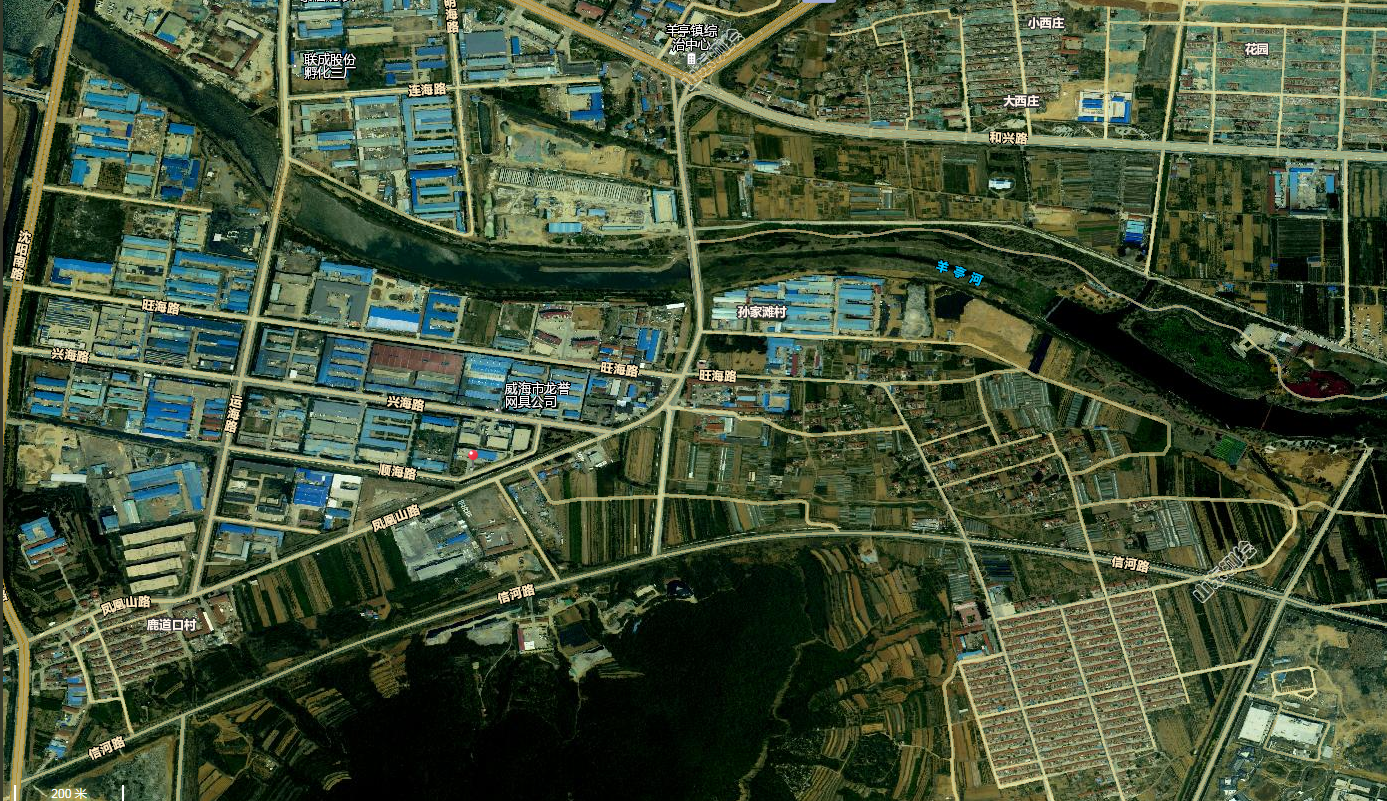 明海路
小西庄
羊亭镇综
治中心
花园
联成股份
孵化三厂
连海路
大西庄
和兴路
沈阳南路
羊亭河
旺海路
孙家滩村
兴海路
旺海路
旺海路
威海市龙誉
网具公司
兴海路
运海路
顺海路
凤凰山路
信河路
信河路
凤凰山路
鹿道口村
信河路
200 米